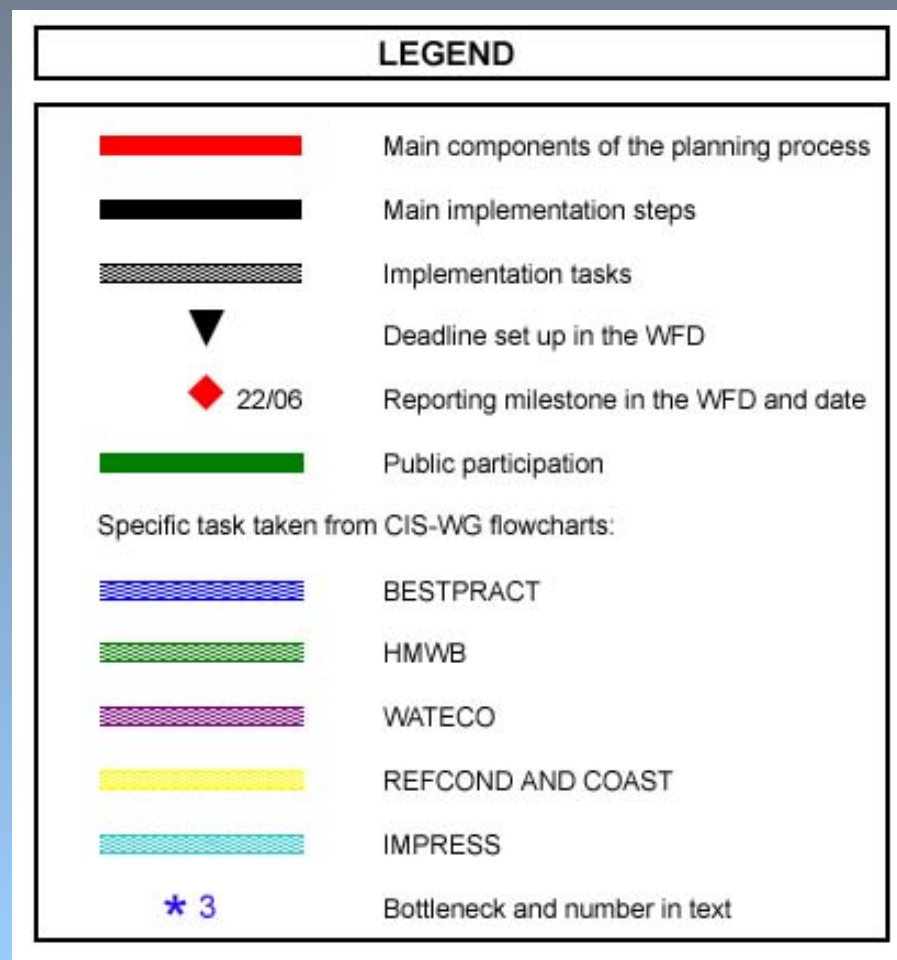 LEGEND
Main components of the planning process
Main implementation steps
Implementation tasks
Deadline set up in the WFD
22/06 Reporting milestone in the WFD and date
Public participation
Specific task taken from CIS-WG flowcharts:
BESTPRACT
HMWB
WATECO
REFCOND AND COAST
IMPRESS
* 3 Bottleneck and number in text